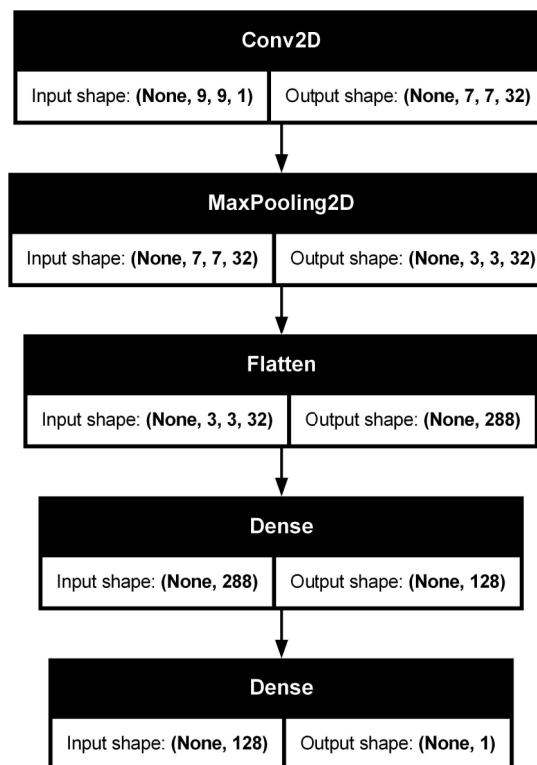 Conv2D
Input shape: (None, 9, 9, 1) Output shape: (None, 7, 7, 32)
MaxPooling2D
Input shape: (None, 7, 7, 32) Output shape: (None, 3, 3, 32)
Flatten
Input shape: (None, 3, 3, 32) Output shape: (None, 288)
Dense
Input shape: (None, 288) Output shape: (None, 128)
Dense
Input shape: (None, 128) Output shape: (None, 1)